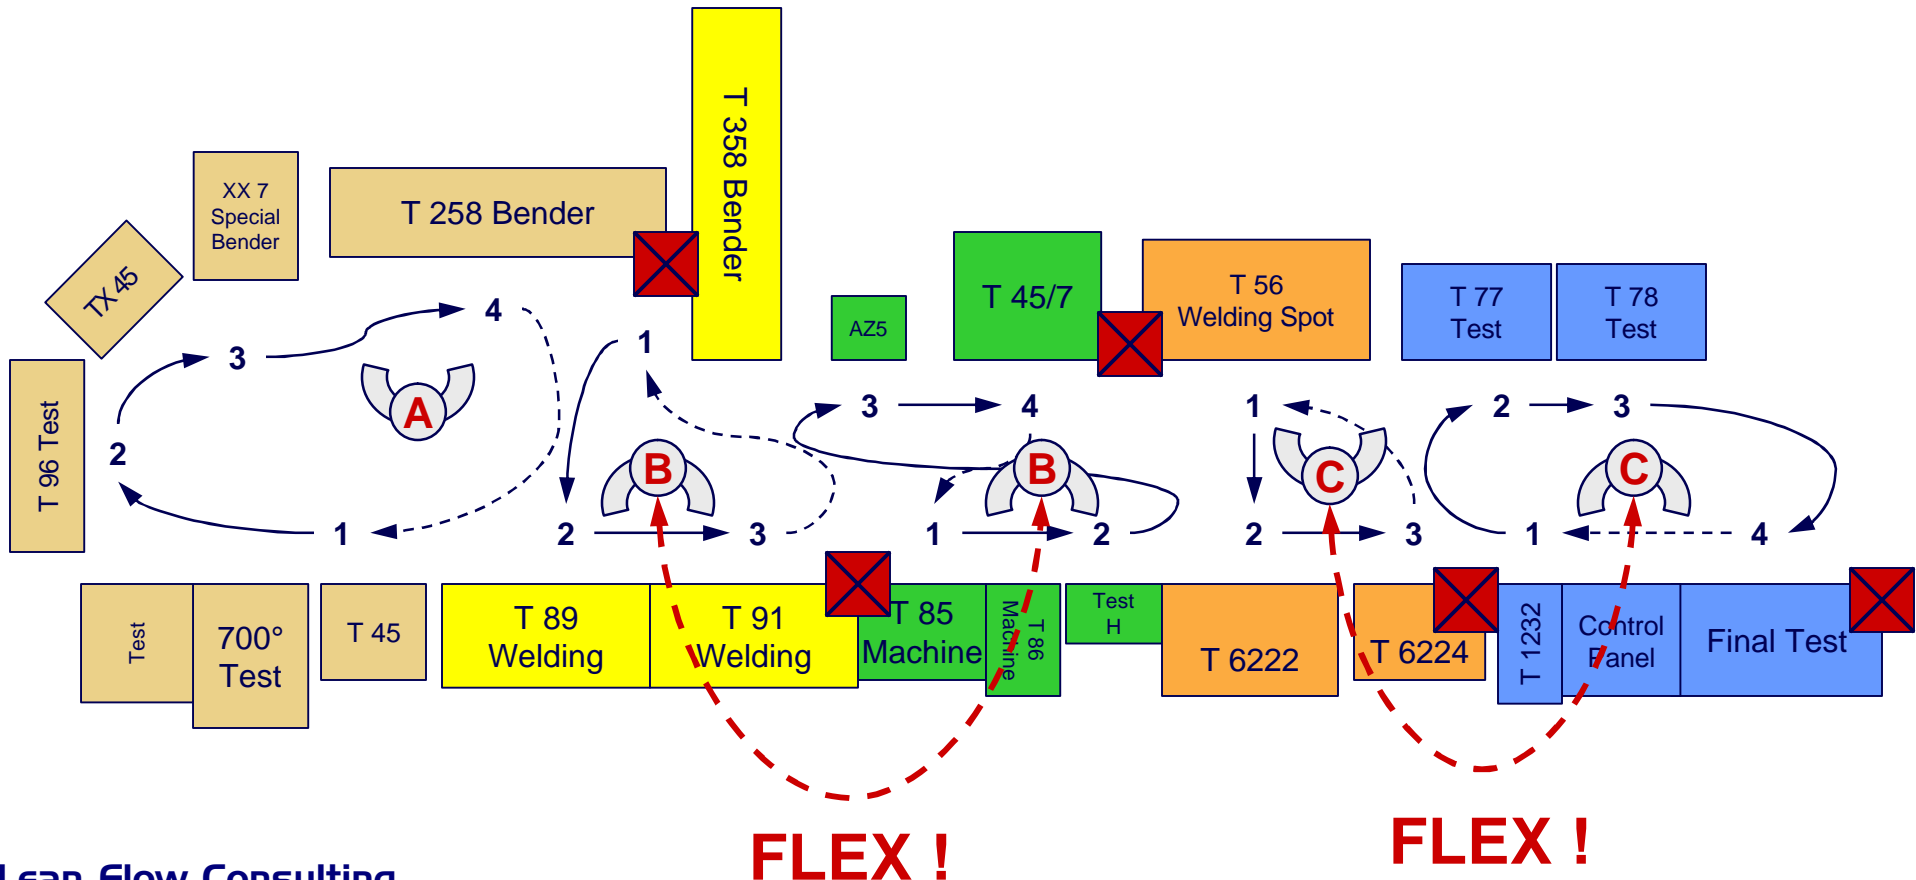 T 358 Bender
XX 7
Special
Bender
T 258 Bender
TX 45
T 45/7
T 56
Welding Spot
T 77
Test
T 78
Test
AZ5
4
3
1
T 96 Test
A
2
3
4
1
2
3
B
B
C
C
1
2
3
1
2
2
3
1
4
Test
700°
Test
T 45
T 89
Welding
T 91
Welding
T 85
Machine
T 86
Machine
Test
H
T 6222
T 6224
T 1232
Control
Panel
Final Test
FLEX !
FLEX !
Lean Flow Consulting